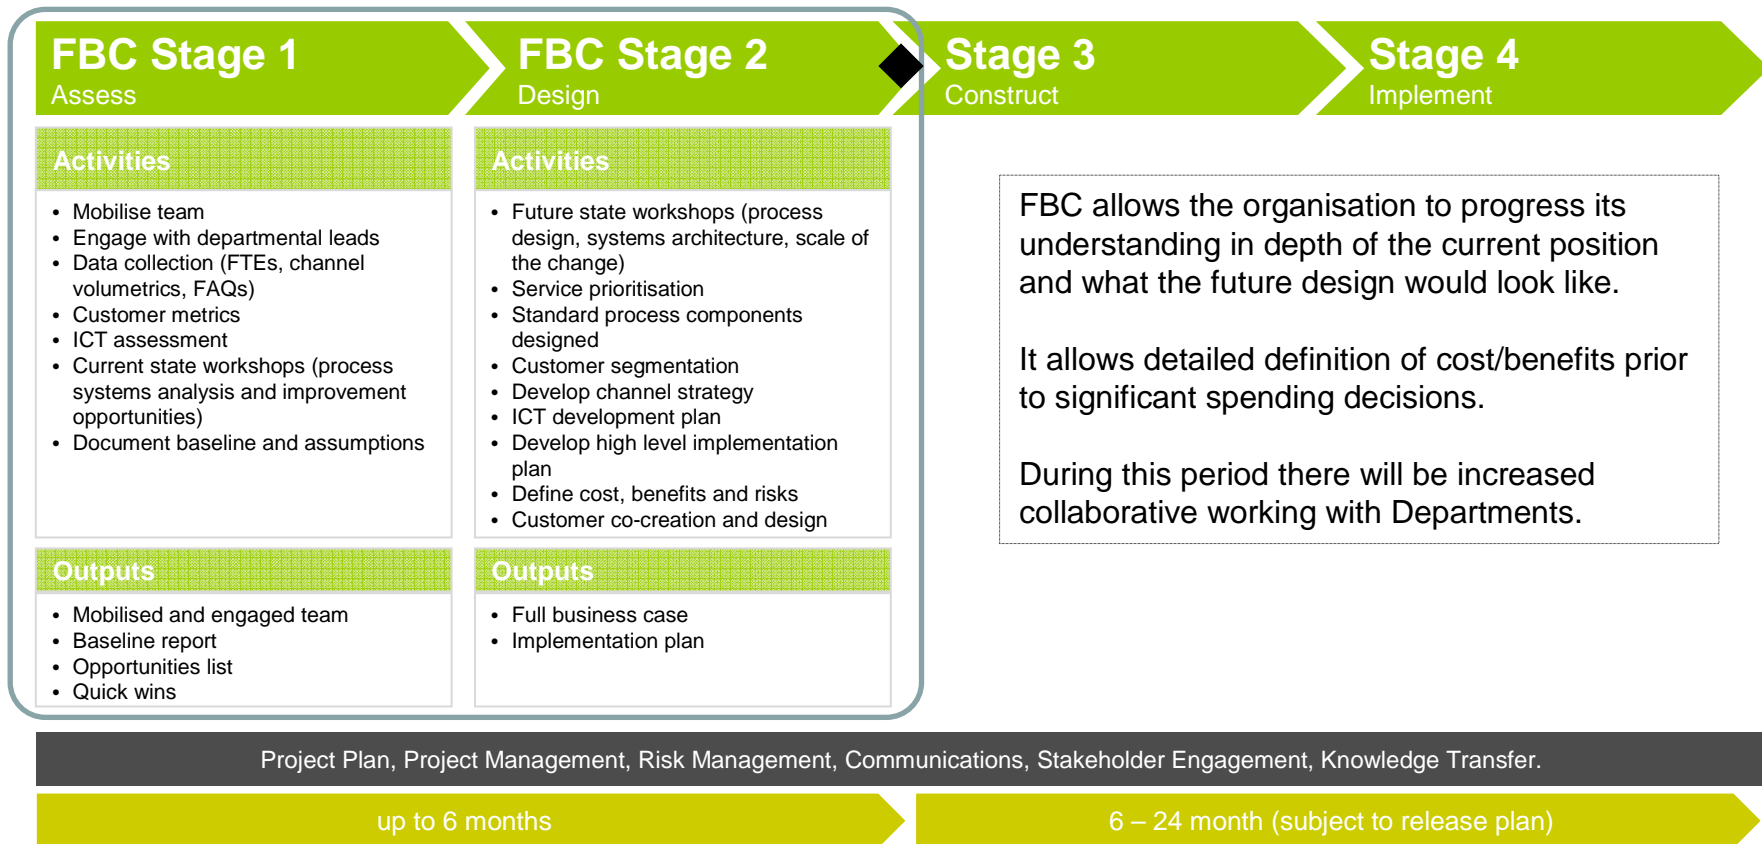 FBC Stage 1
Assess
FBC Stage 2
Design
Stage 3
Construct
Stage 4
Implement
Activities
• Mobilise team
• Engage with departmental leads
• Data collection (FTEs, channel
volumetrics, FAQs)
• Customer metrics
• ICT assessment
• Current state workshops (process
systems analysis and improvement
opportunities)
• Document baseline and assumptions
Outputs
• Mobilised and engaged team
• Baseline report
• Opportunities list
• Quick wins
Activities
• Future state workshops (process
design, systems architecture, scale of
the change)
• Service prioritisation
• Standard process components
designed
• Customer segmentation
• Develop channel strategy
• ICT development plan
• Develop high level implementation
plan
• Define cost, benefits and risks
• Customer co-creation and design
Outputs
• Full business case
• Implementation plan
FBC allows the organisation to progress its
understanding in depth of the current position
and what the future design would look like.
It allows detailed definition of cost/benefits prior
to significant spending decisions.
During this period there will be increased
collaborative working with Departments.
Project Plan, Project Management, Risk Management, Communications, Stakeholder Engagement, Knowledge Transfer.
up to 6 months
6 – 24 month (subject to release plan)